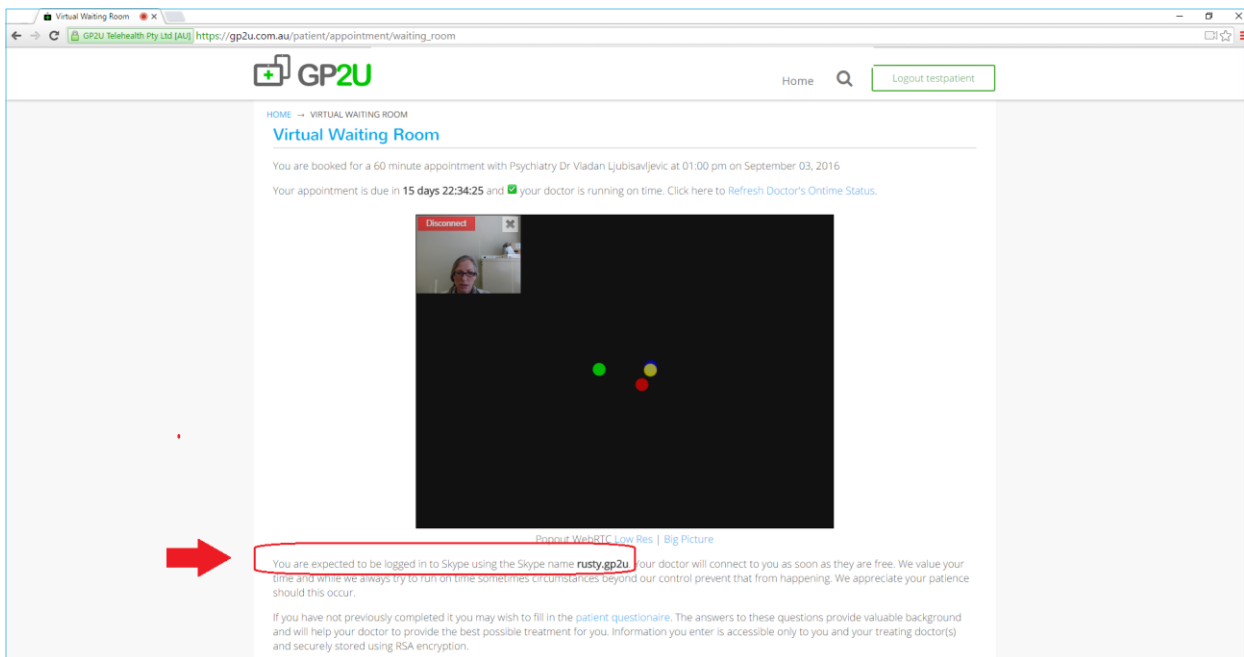 Virtual Waiting Room
GP2U Telehealth Pty Ltd [AU] https://gp2u.com.au/patient/appointment/waiting_room
GP2U
Home
Logout testpatient
HOME → VIRTUAL WAITING ROOM
Virtual Waiting Room
You are booked for a 60 minute appointment with Psychiatry Dr Vladan Ljubisavljevic at 01:00 pm on September 03, 2016
Your appointment is due in 15 days 22:34:25 and your doctor is running on time. Click here to Refresh Doctor's Ontime Status.
Disconnect
Popout WebRTC Low Res | Big Picture
You are expected to be logged in to Skype using the Skype name rusty.gp2u. Your doctor will connect to you as soon as they are free. We value your
time and while we always try to run on time sometimes circumstances beyond our control prevent that from happening. We appreciate your patience
should this occur.
If you have not previously completed it you may wish to fill in the patient questionaire. The answers to these questions provide valuable background
and will help your doctor to provide the best possible treatment for you. Information you enter is accessible only to you and your treating doctor(s)
and securely stored using RSA encryption.